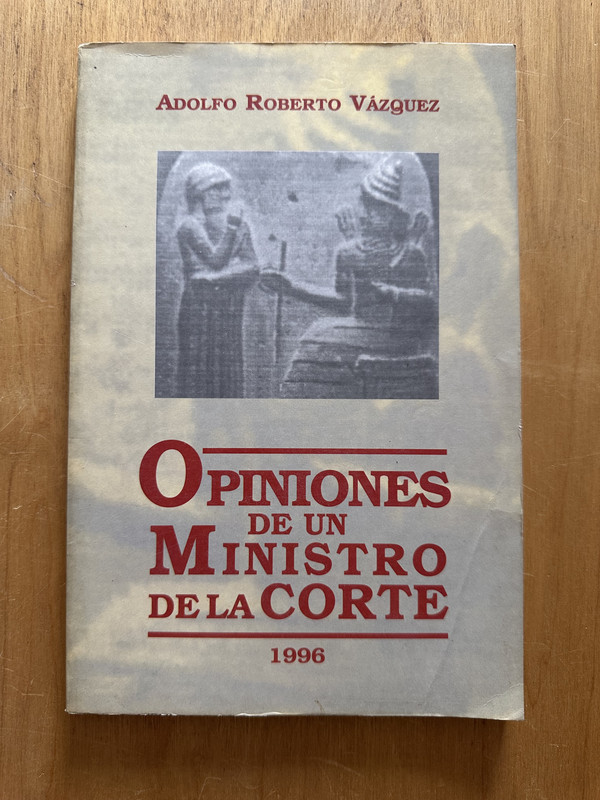 ADOLFO ROBERTO VÁZQUEZ
OPINIONES
DE UN
MINISTRO
DE LA CORTE
1996